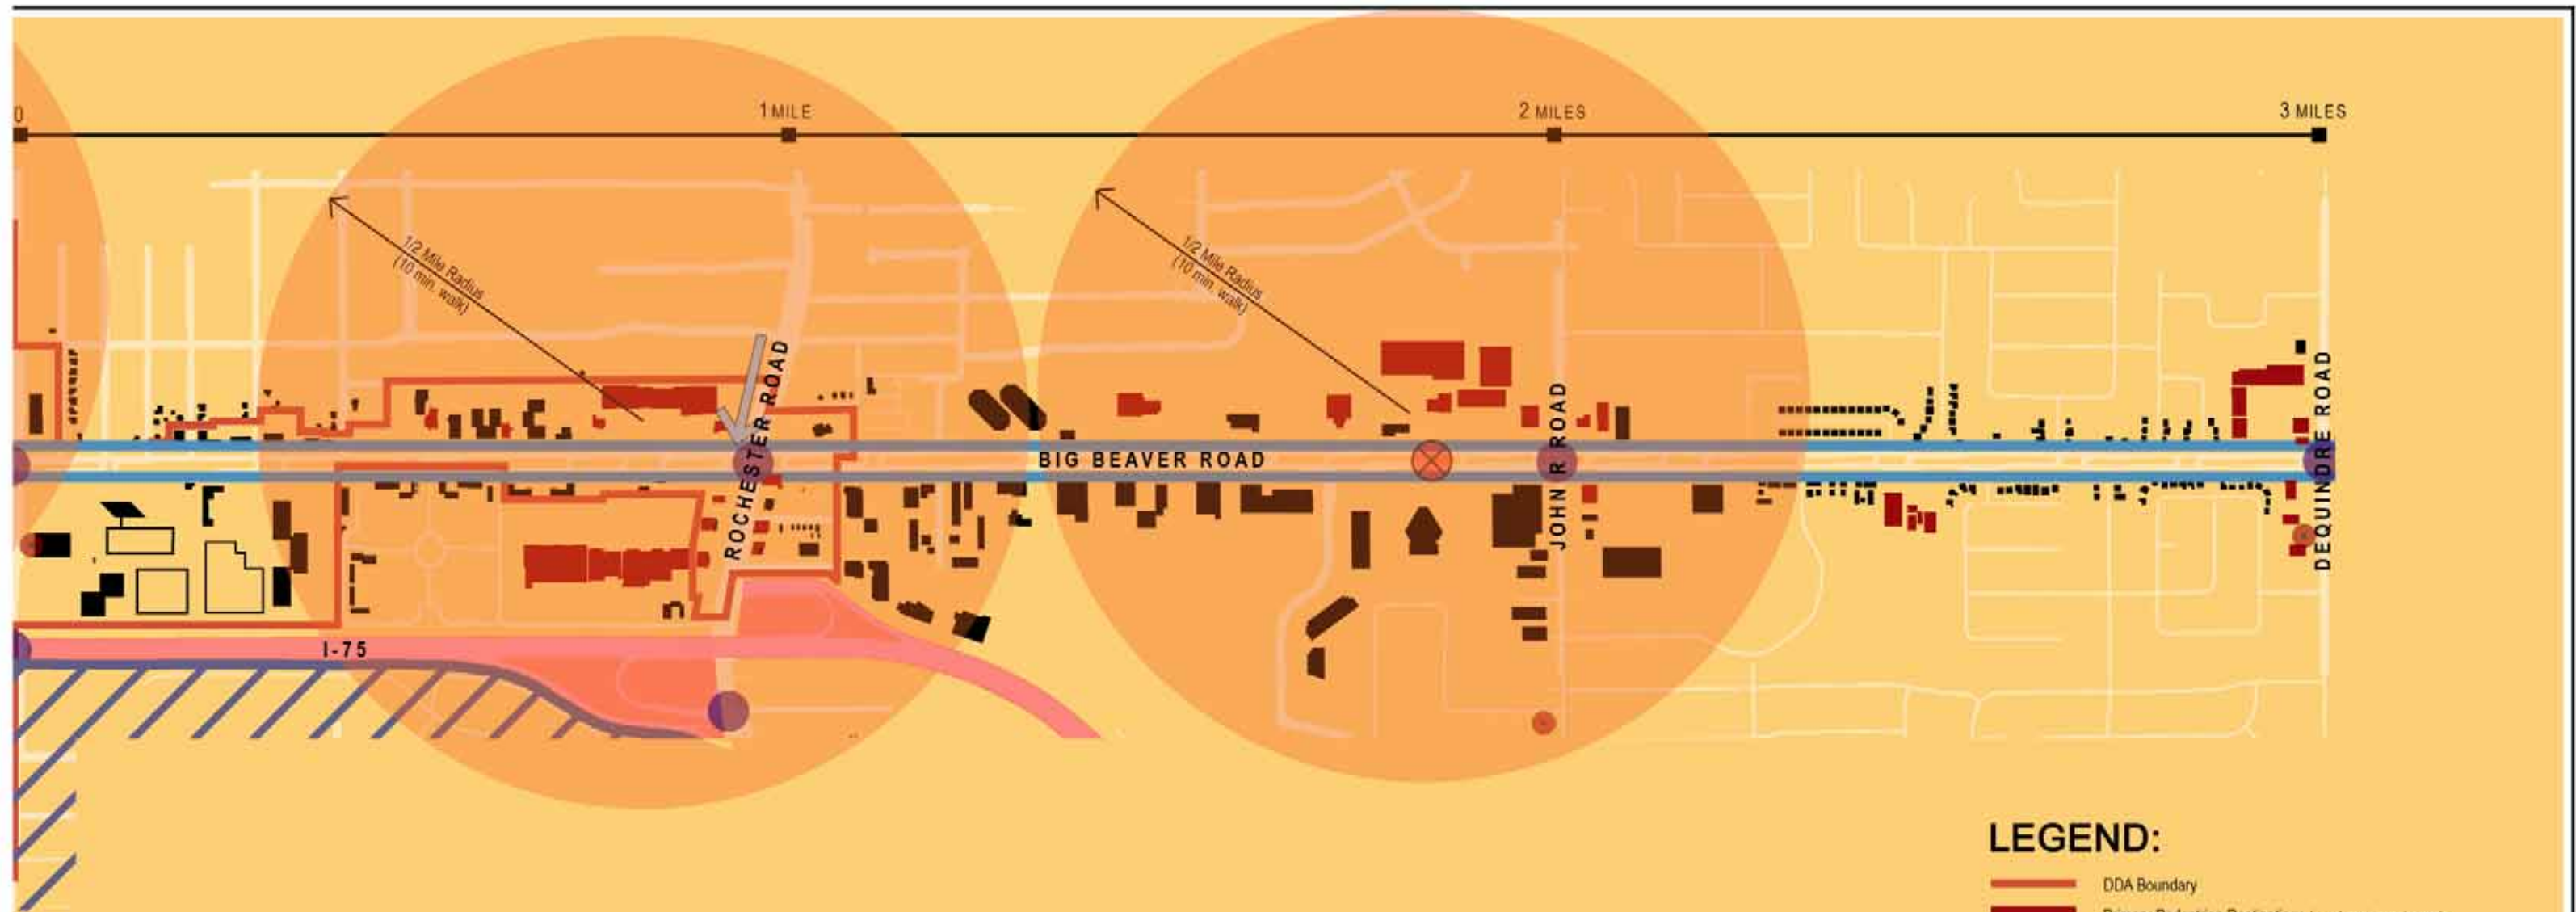 0
1 MILE
2 MILES
3 MILES
1/2 Mile Radius
(10 min. walk)
1/2 Mile Radius
(10 min. walk)
ROCHESTER ROAD
BIG BEAVER ROAD
JOHN R ROAD
DEQUINDRE ROAD
I-75
LEGEND:
DDA Boundary